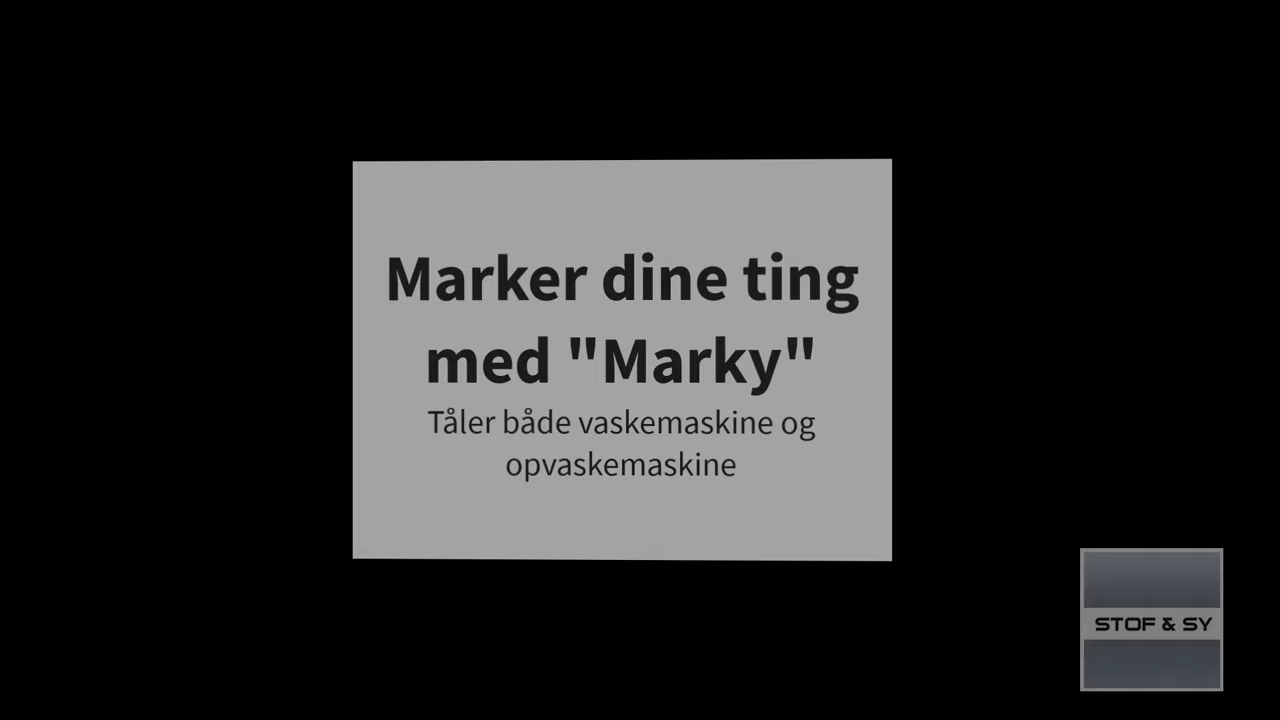 Marker dine ting
med "Marky"
Tåler både vaskemaskine og
opvaskemaskine
STOF & SY